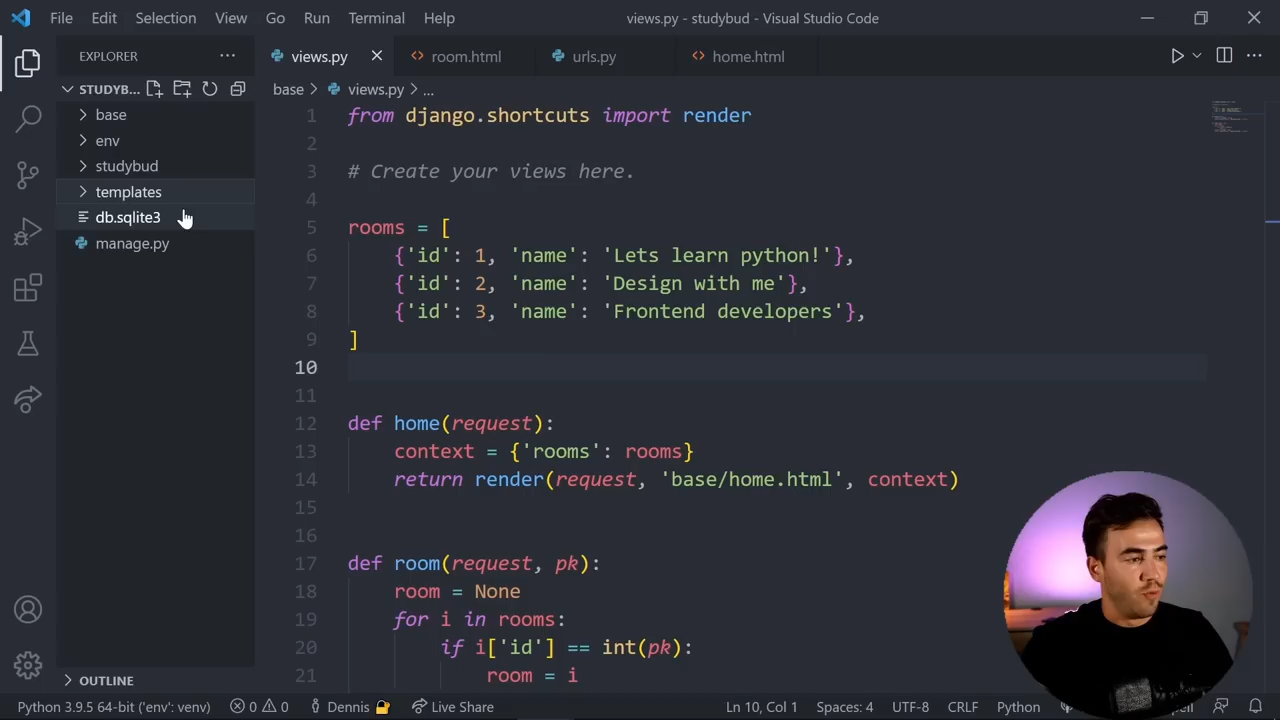 File Edit Selection View Go Run Terminal Help
views.py - studybud - Visual Studio Code
EXPLORER
views.py
room.html
urls.py
home.html
STUDYB...
base > views.py > ...
base
env
studybud
templates
db.sqlite3
manage.py
1 from django.shortcuts import render
2
3 # Create your views here.
4
5 rooms = [
6 {'id': 1, 'name': 'Lets learn python!'},
7 {'id': 2, 'name': 'Design with me'},
8 {'id': 3, 'name': 'Frontend developers'},
9 ]
10
11
12 def home(request):
13 context = {'rooms': rooms}
14 return render(request, 'base/home.html', context)
15
16
17 def room(request, pk):
18 room = None
19 for i in rooms:
20 if i['id'] == int(pk):
21 room = i
OUTLINE
Python 3.9.5 64-bit ('env': venv) 0 0 Dennis Live Share Ln 10, Col 1 Spaces: 4 UTF-8 CRLF Python